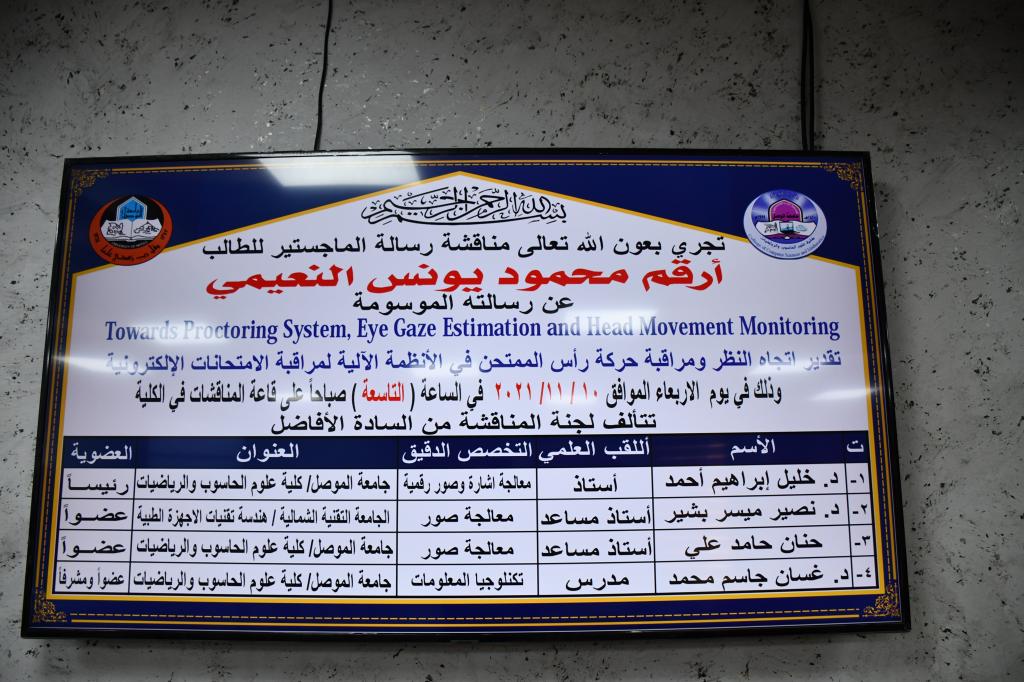 بسم الله الرحمن الرحيم
تجري بعون الله تعالى مناقشة رسالة الماجستير للطالب
أرقم محمود يونس النعيمي
عن رسالته الموسومة
Towards Proctoring System, Eye Gaze Estimation and Head Movement Monitoring
تقدير اتجاه النظر ومراقبة حركة رأس الممتحن في الأنظمة الآلية لمراقبة الامتحانات الإلكترونية
وذلك في يوم الاربعاء الموافق ١٠ /١١/ ٢٠٢١ في الساعة ( التاسعة ) صباحاً على قاعة المناقشات في الكلية
تتألف لجنة المناقشة من السادة الأفاضل
ت الأسم أللقب العلمي التخصص الدقيق العنوان العضوية
١- د. خليل إبراهيم أحمد أستاذ معالجة اشارة وصور رقمية جامعة الموصل/ كلية علوم الحاسوب والرياضيات رئيسـاً
٢- د. نصير ميسر بشير أستاذ مساعد معالجة صور الجامعة التقنية الشمالية / هندسة تقنيات الاجهزة الطبية عضـواً
٣- حنان حامد علي أستاذ مساعد معالجة صور جامعة الموصل/ كلية علوم الحاسوب والرياضيات عضـواً
٤- د. غسان جاسم محمد مدرس تكنلوجيا المعلومات جامعة الموصل/ كلية علوم الحاسوب والرياضيات عضواً ومشرفاً